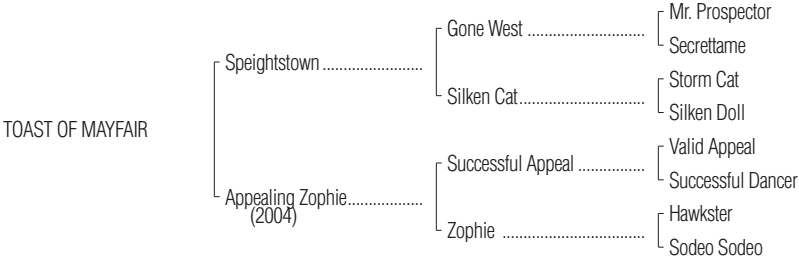 Mr. Prospector
Gone West ..............................
Secrettame
Speightstown .........................
Storm Cat
Silken Cat................................
Silken Doll
TOAST OF MAYFAIR
Valid Appeal
Successful Appeal .................
Successful Dancer
Appealing Zophie...................
(2004)
Hawkster
Zophie ....................................
Sodeo Sodeo